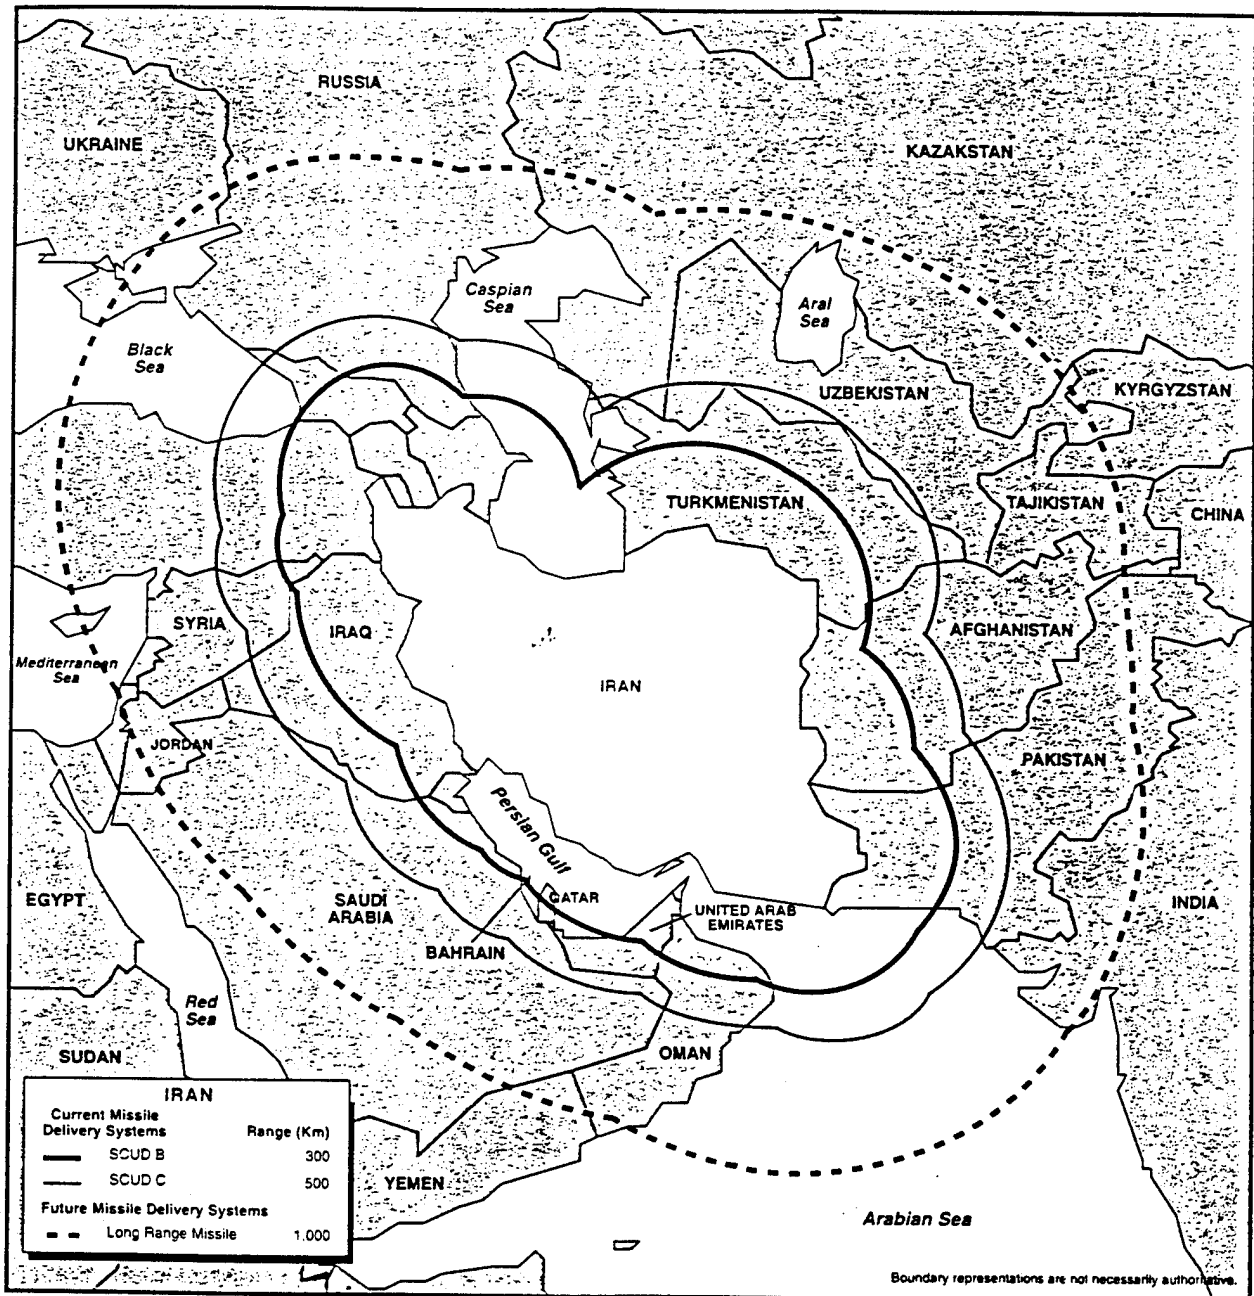 RUSSIA
UKRAINE
KAZAKSTAN
Caspian
Sea
Aral
Sea
Black
Sea
UZBEKISTAN
KYRGYZSTAN
TURKMENISTAN
TAJIKISTAN
CHINA
SYRIA
IRAQ
AFGHANISTAN
Mediterranean
Sea
IRAN
JORDAN
PAKISTAN
Persian Gulf
EGYPT
SAUDI
ARABIA
QATAR
UNITED ARAB
EMIRATES
INDIA
BAHRAIN
Red
Sea
SUDAN
OMAN
YEMEN
Arabian Sea
IRAN
Current Missile
Delivery Systems Range (Km)
SCUD B 300
SCUD C 500
Future Missile Delivery Systems
Long Range Missile 1,000
Boundary representations are not necessarily authoritative.